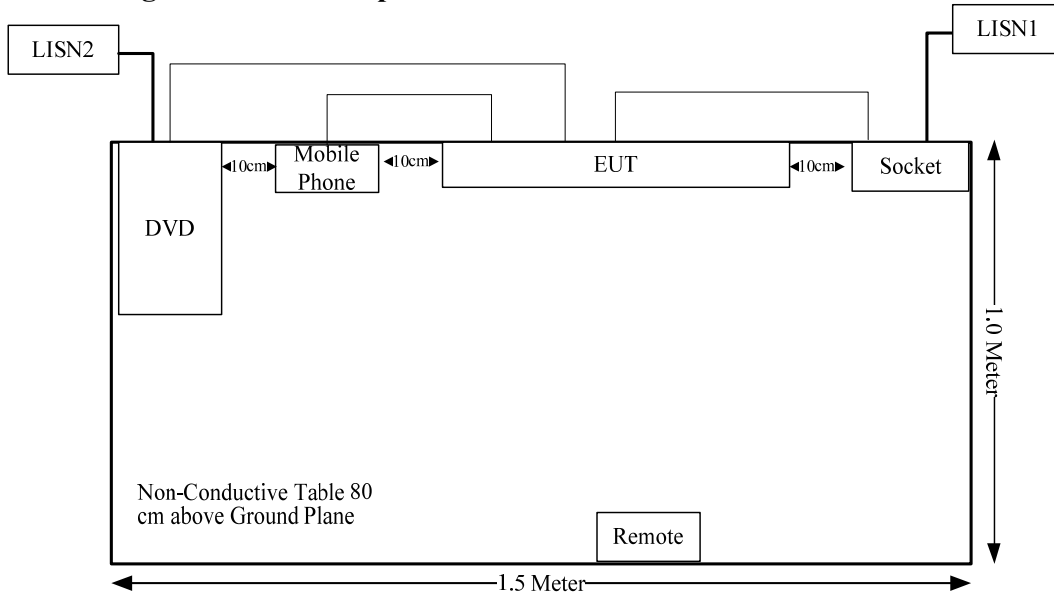 LISN2
LISN1
10cm
Mobile
Phone
10cm
EUT
10cm
Socket
DVD
1.0 Meter
Non-Conductive Table 80
cm above Ground Plane
Remote
1.5 Meter